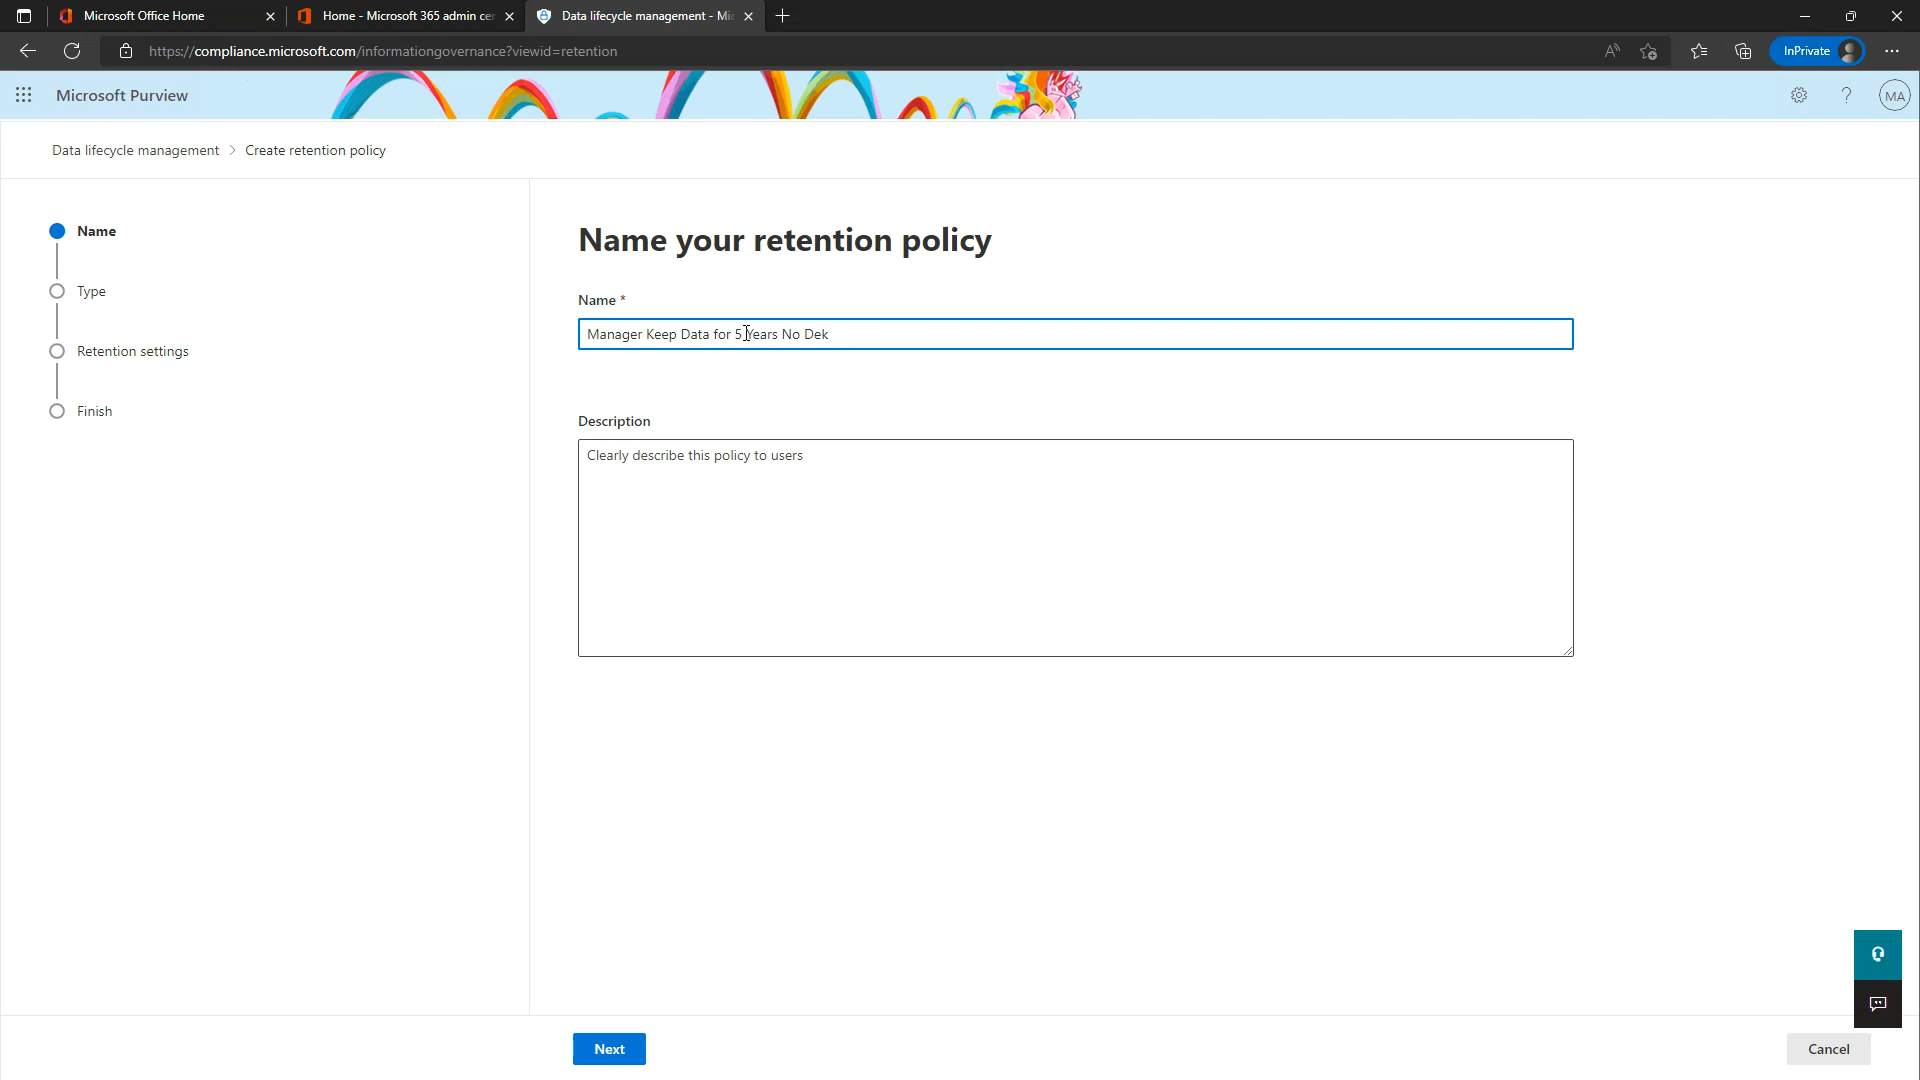 Microsoft Office Home
Home - Microsoft 365 admin cer
Data lifecycle management - Mic
https://compliance.microsoft.com/informationgovernance?viewid=retention
InPrivate
Microsoft Purview
MA
Data lifecycle management > Create retention policy
Name
Type
Retention settings
Finish
Name your retention policy
Name *
Manager Keep Data for 5 Years No Dek
Description
Clearly describe this policy to users
Next
Cancel